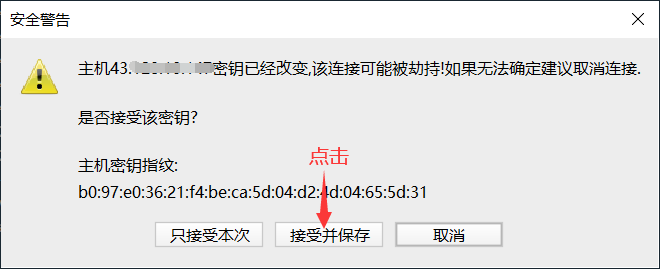 安全警告
主机43.密钥已经改变,该连接可能被劫持!如果无法确定建议取消连接.
是否接受该密钥?
主机密钥指纹:
点击
b0:97:e0:36:21:f4:be:ca:5d:04:d2:4d:04:65:5d:31
只接受本次 接受并保存 取消